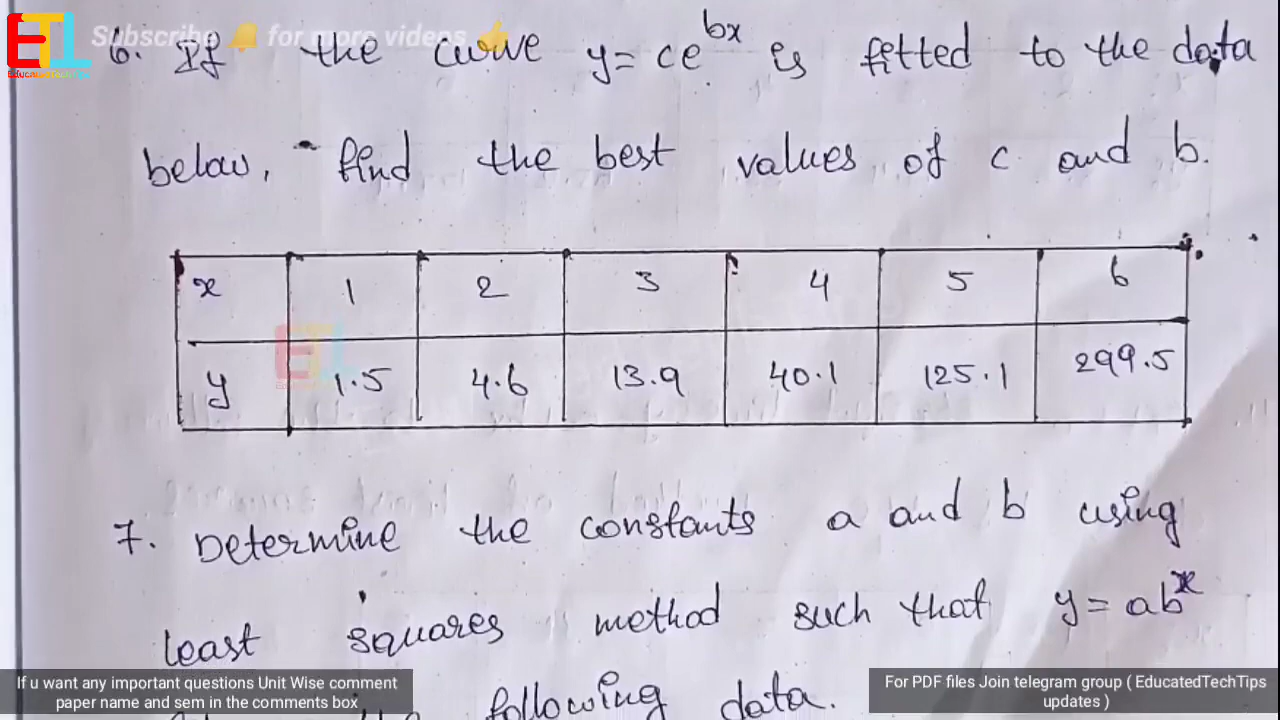 ETL
EducatedTechTips
Subscribe 🔔 for more videos 👍
6. If the curve y = ce^bx is fitted to the data
below, find the best values of c and b.
x 1 2 3 4 5 6
y 1.5 4.6 13.9 40.1 125.1 299.5
ETL
7. Determine the constants a and b using
least squares method such that y = ab^x
following data.
If u want any important questions Unit Wise comment
paper name and sem in the comments box
For PDF files Join telegram group ( EducatedTechTips
updates )